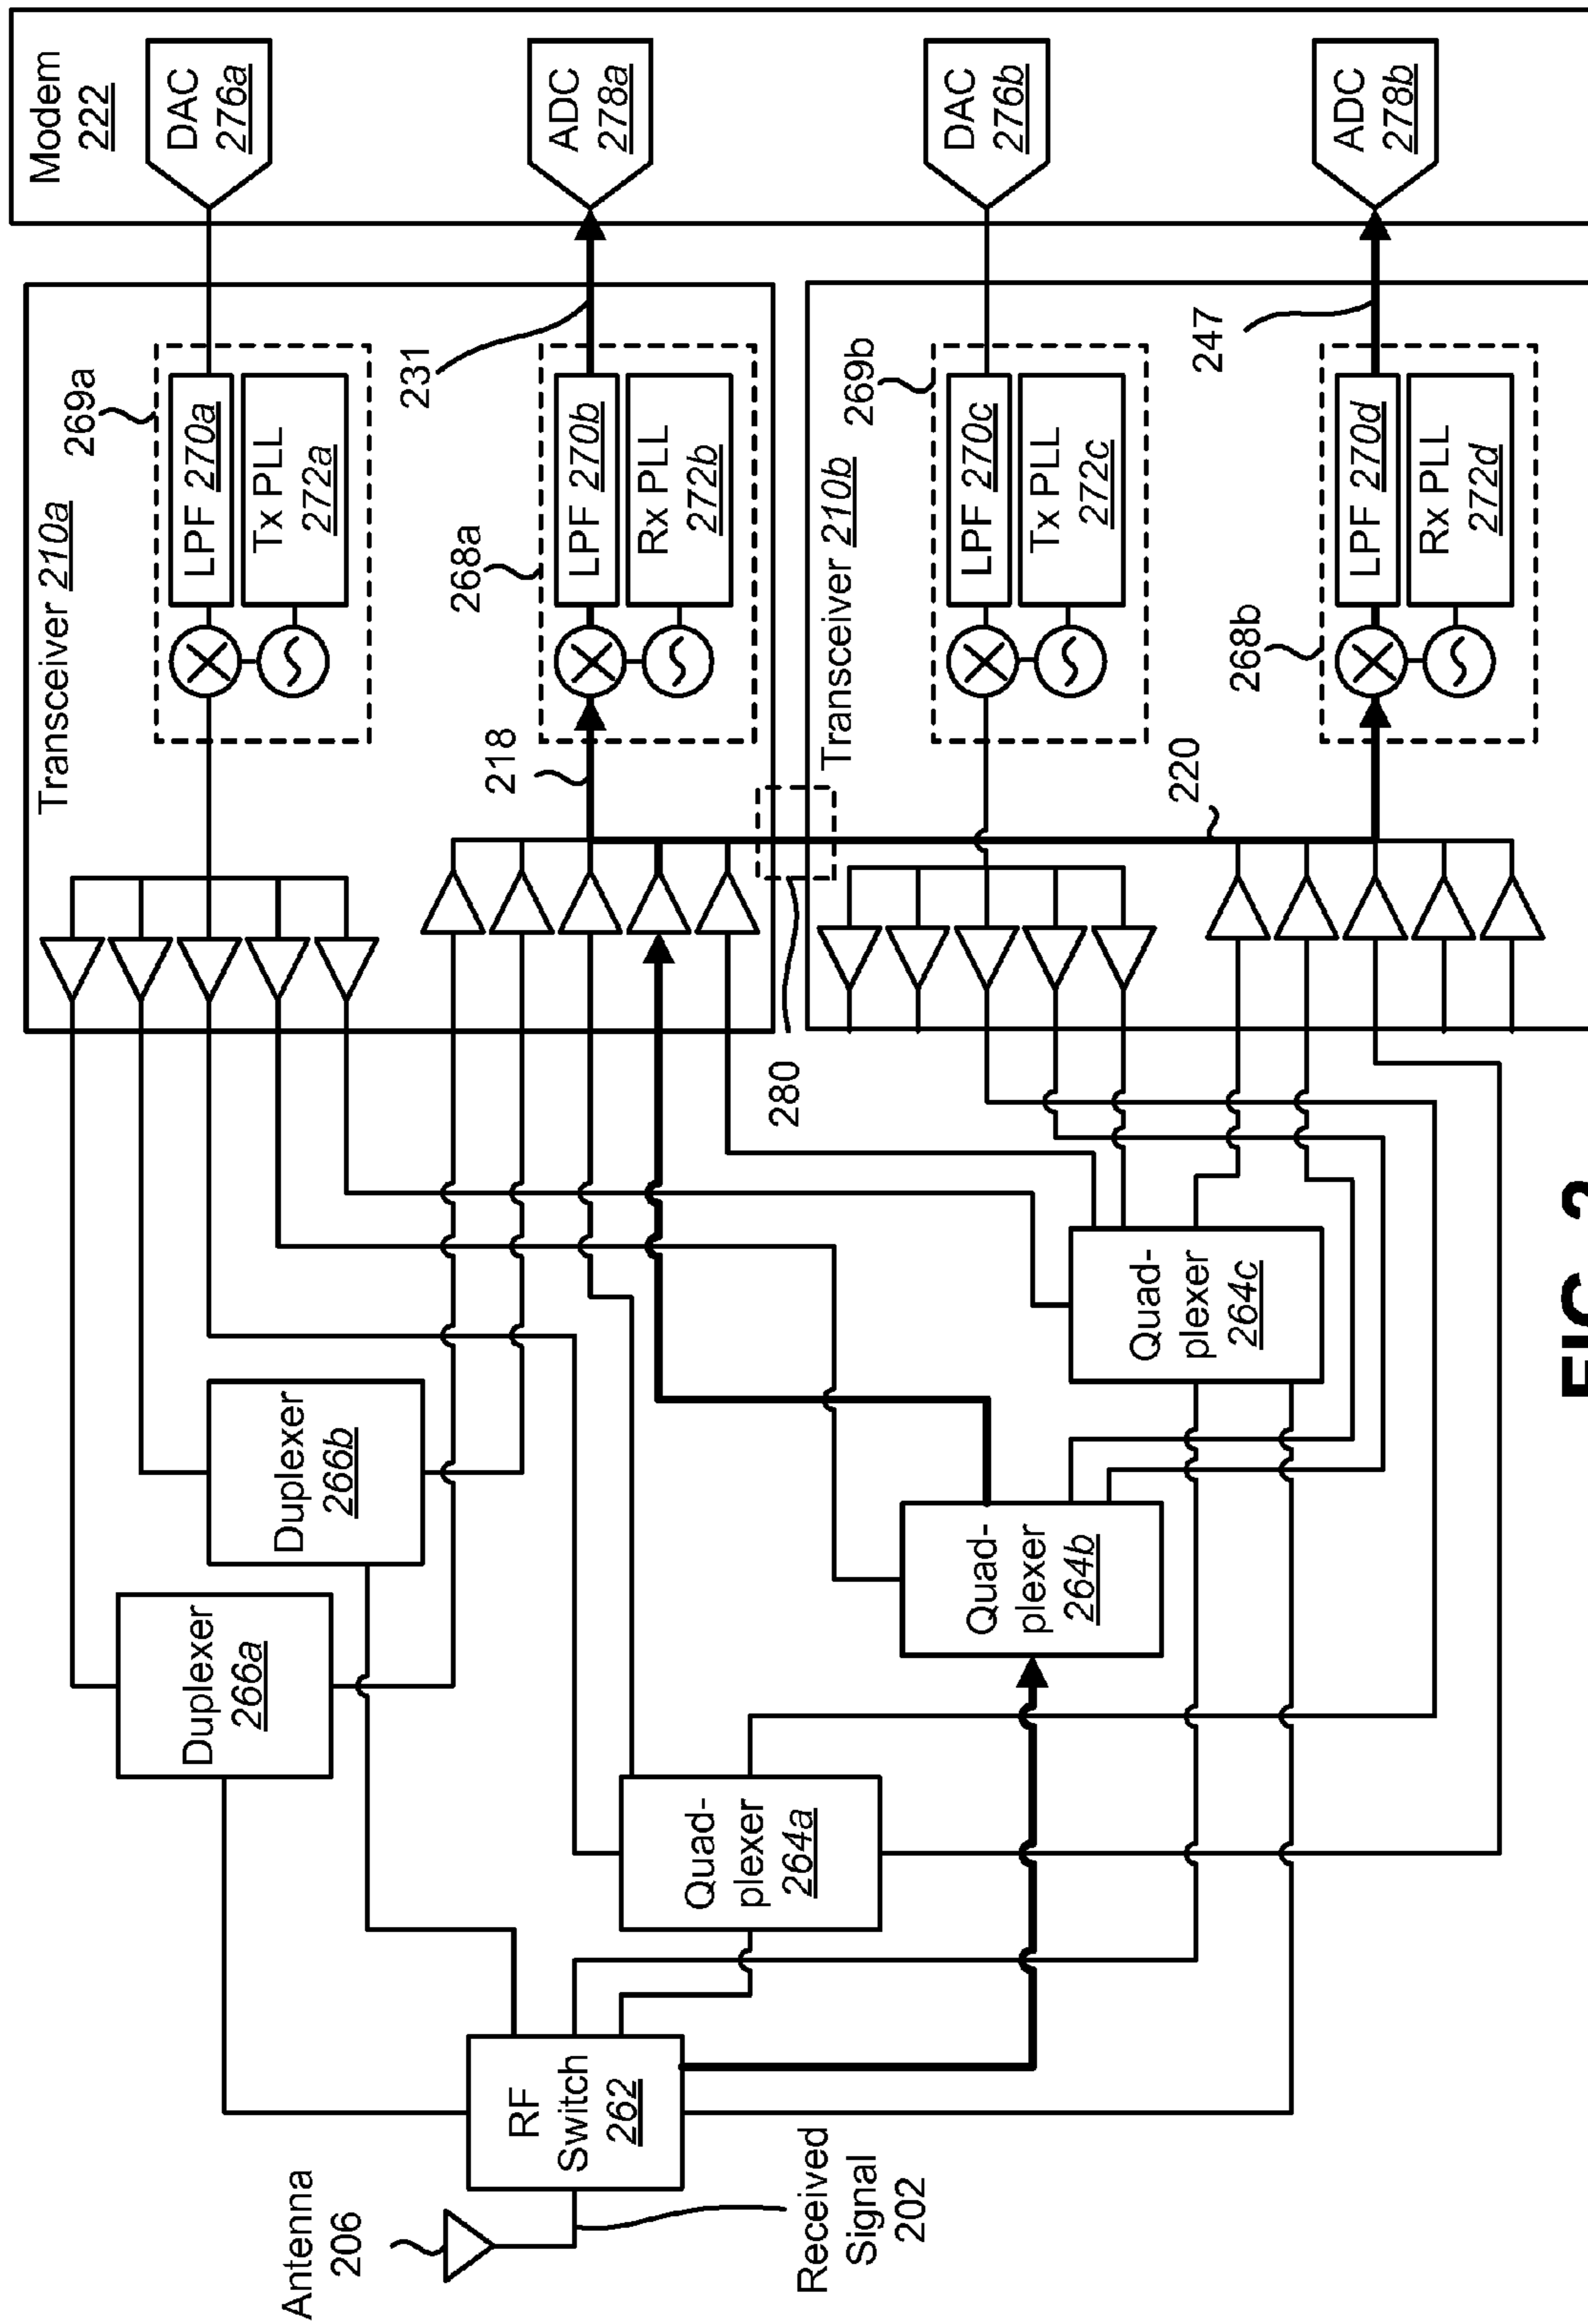 Modem
222
DAC
276a
ADC
278a
DAC
276b
ADC
278b
Transceiver 210a
269a
LPF 270a
Tx PLL
272a
231
268a
LPF 270b
Rx PLL
272b
218
Transceiver 210b
269b
LPF 270c
Tx PLL
272c
247
268b
LPF 270d
Rx PLL
272d
220
280
Duplexer
266a
Duplexer
266b
Quad-
plexer
264a
Quad-
plexer
264b
Quad-
plexer
264c
RF
Switch
262
Antenna
206
Received
Signal
202